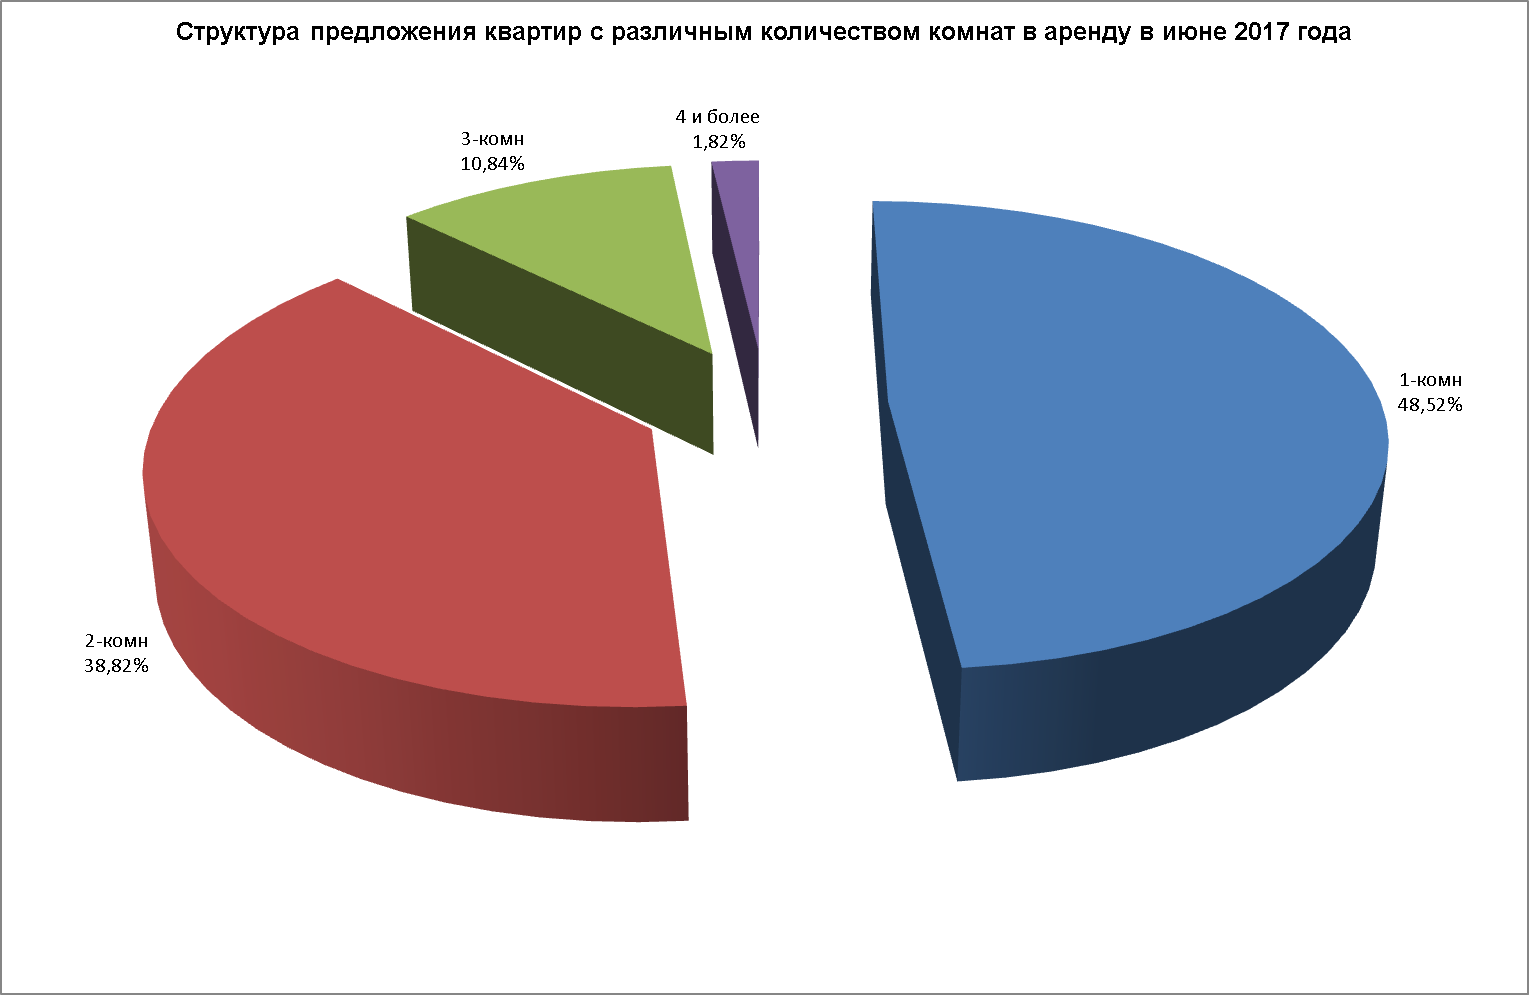 Структура предложения квартир с различным количеством комнат в аренду в июне 2017 года
4 и более
1,82%
3-комн
10,84%
1-комн
48,52%
2-комн
38,82%